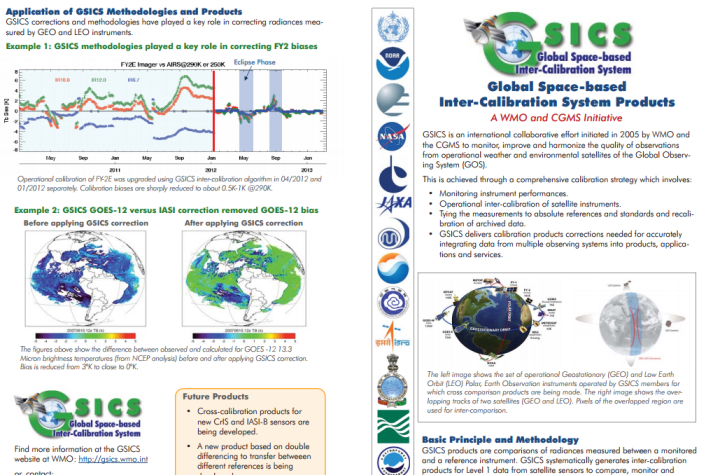 Application of GSICS Methodologies and Products
GSICS corrections and methodologies have played a key role in correcting radiances mea-
sured by GEO and LEO instruments.
Example 1: GSICS methodologies played a key role in correcting FY2 biases
FY2E Imager vs AIRS@290K or 250K
Eclipse Phase
Tb Bias (K)
May Sep Jan May Sep Jan May Sep Jan
2011 2012 2013
Operational calibration of FY2E was upgraded using GSICS inter-calibration algorithm in 04/2012 and
01/2012 separately. Calibration biases are sharply reduced to about 0.5K-1K @290K.
Example 2: GSICS GOES-12 versus IASI correction removed GOES-12 bias
Before applying GSICS correction
After applying GSICS correction
The figures above show the difference between observed and calculated for GOES -12 13.3
Micron brightness temperatures (from NCEP analysis) before and after applying GSICS correction.
Bias is reduced from 3°K to close to 0°K.
GSICS
Global Space-based
Inter-Calibration System
Find more information at the GSICS
website at WMO: http://gsics.wmo.int
or contact:
Future Products
• Cross-calibration products for
new CrIS and IASI-B sensors are
being developed.
• A new product based on double
differencing to transfer between
different references is being
NOAA
NASA
JAXA
GSICS
Global Space-based
Inter-Calibration System
Global Space-based
Inter-Calibration System Products
A WMO and CGMS Initiative
GSICS is an international collaborative effort initiated in 2005 by WMO and
the CGMS to monitor, improve and harmonize the quality of observations
from operational weather and environmental satellites of the Global Observ-
ing System (GOS).
This is achieved through a comprehensive calibration strategy which involves:
• Monitoring instrument performances.
• Operational inter-calibration of satellite instruments.
• Tying the measurements to absolute references and standards and recali-
bration of archived data.
• GSICS delivers calibration products corrections needed for accurately
integrating data from multiple observing systems into products, applica-
tions and services.
GEOSTATIONARY ORBIT
The left image shows the set of operational Geostationary (GEO) and Low Earth
Orbit (LEO) Polar, Earth Observation instruments operated by GSICS members for
which cross comparison products are being mode. The right image shows the over-
lapping tracks of two satellites (GEO and LEO). Pixels of the overlapped region are
used for inter-comparison.
Basic Principle and Methodology
GSICS products are comparisons of radiances measured between a monitored
and a reference instrument. GSICS systematically generates inter-calibration
products for Level 1 data from satellite sensors to compare, monitor and